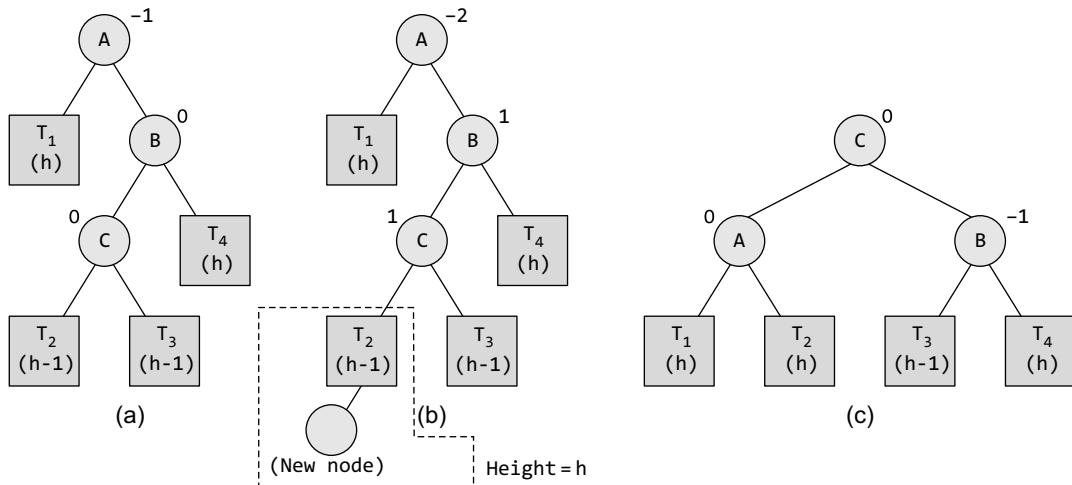 −1
A
T1
(h)
0
B
0
C
T4
(h)
T2
(h-1)
T3
(h-1)
(a)
−2
A
T1
(h)
1
B
1
C
T4
(h)
T2
(h-1)
T3
(h-1)
(b)
(New node)
Height = h
0
C
0
A
−1
B
T1
(h)
T2
(h)
T3
(h-1)
T4
(h)
(c)